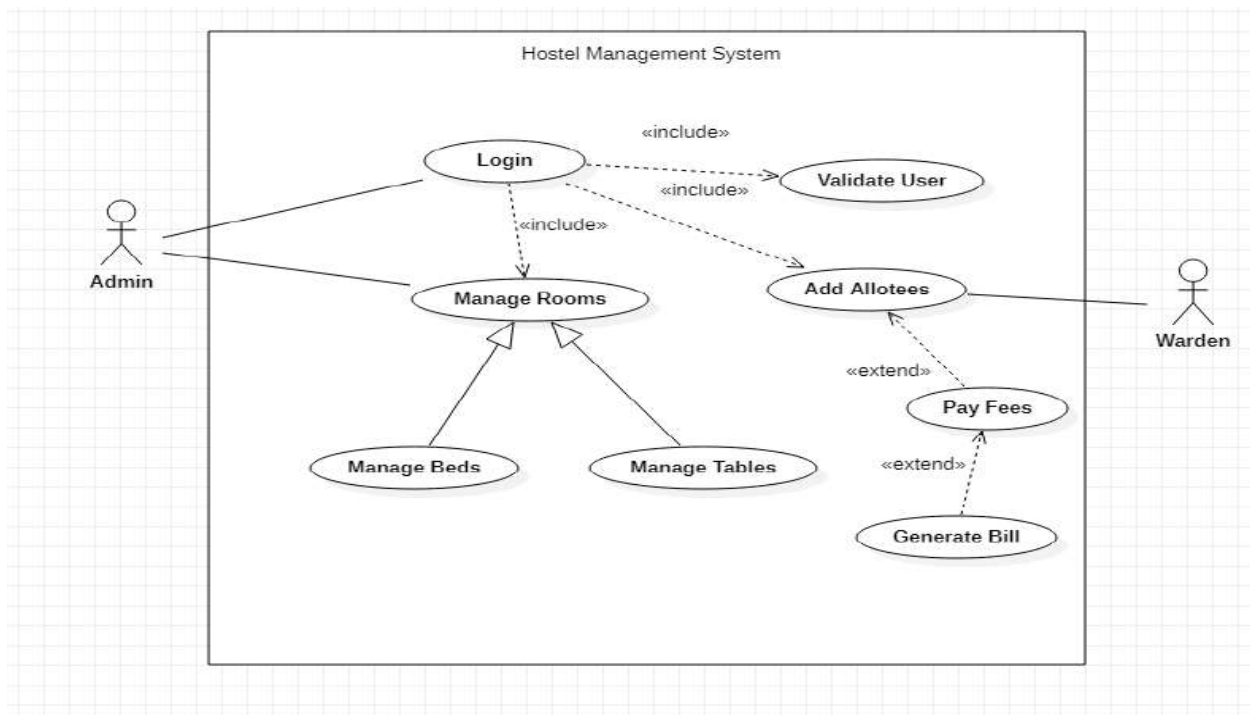 Hostel Management System
«include»
Login
Validate User
«include»
«include»
Admin
Manage Rooms
Add Allotees
Warden
«extend»
Pay Fees
Manage Beds
Manage Tables
«extend»
Generate Bill